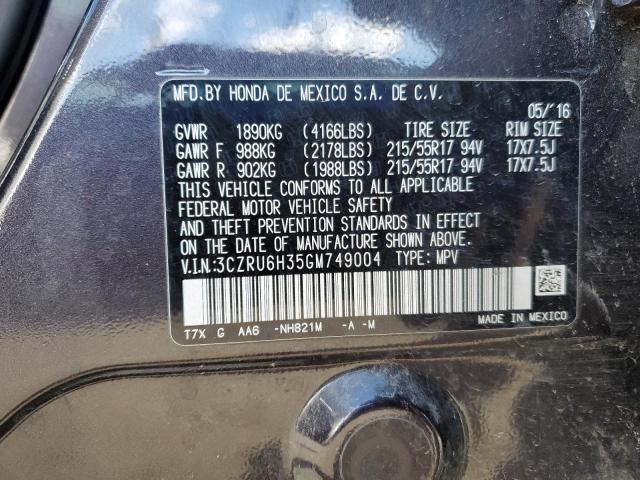 MFD.BY HONDA DE MEXICO S.A. DE C.V.
05/'16
GVWR 1890KG (4166LBS) TIRE SIZE RIM SIZE
GAWR F 988KG (2178LBS) 215/55R17 94V 17X7.5J
GAWR R 902KG (1988LBS) 215/55R17 94V 17X7.5J
THIS VEHICLE CONFORMS TO ALL APPLICABLE
FEDERAL MOTOR VEHICLE SAFETY
AND THEFT PREVENTION STANDARDS IN EFFECT
ON THE DATE OF MANUFACTURE SHOWN ABOVE.
V.I.N:3CZRU6H35GM749004 TYPE: MPV
T7X G AA6 -NH821M -A -M MADE IN MEXICO